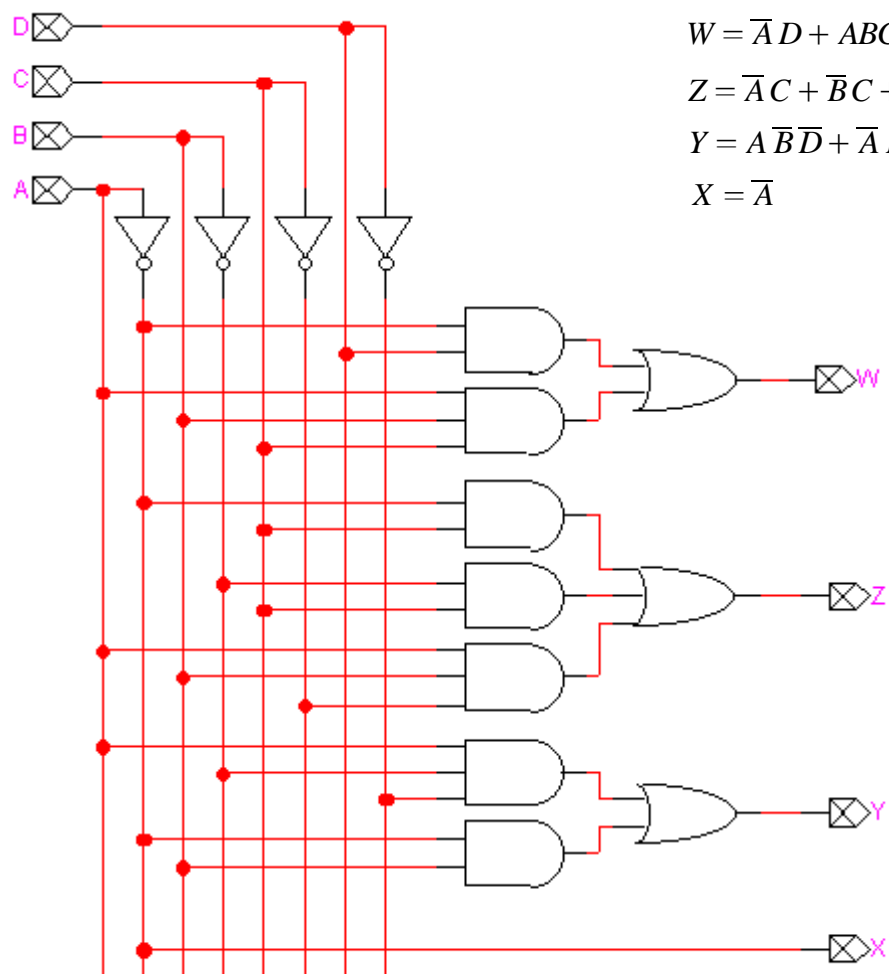 D
C
B
A
W = A̅ D + ABC
Z = A̅ C + B̅ C −
Y = A B̅ D̅ + A̅
X = A̅
W
Z
Y
X